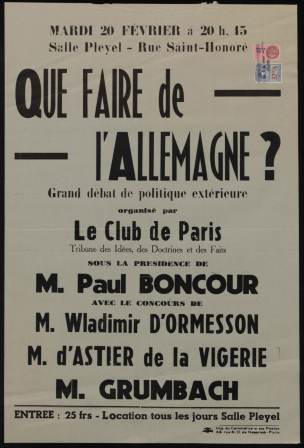 MARDI 20 FÉVRIER à 20 h. 15
Salle Pleyel - Rue Saint-Honoré
QUE FAIRE de
l'ALLEMAGNE ?
Grand débat de politique extérieure
organisé par
Le Club de Paris
Tribune des Idées, des Doctrines et des Faits
SOUS LA PRESIDENCE DE
M. Paul BONCOUR
AVEC LE CONCOURS DE
M. Wladimir D'ORMESSON
M. d'ASTIER de la VIGERIE
M. GRUMBACH
ENTREE : 25 frs - Location tous les jours Salle Pleyel